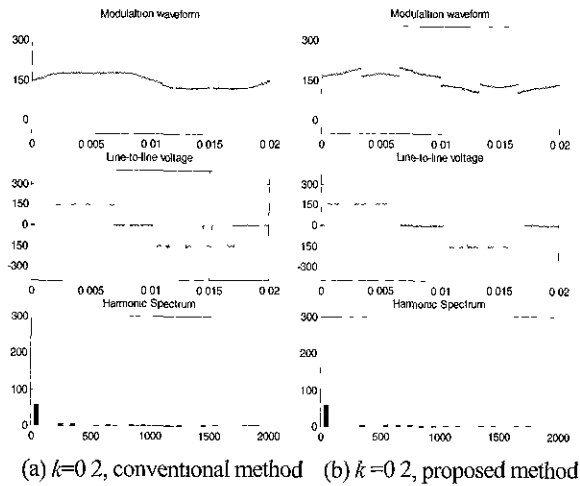 Modulaltion waveform
300
150
0
0 0 005 0 01 0 015 0 02
Line-to-line voltage
300
150
0
150
-300
0 0 005 0 01 0 015 0 02
Harmonic Spectrum
300
200
100
0
0 500 1000 1500 2000
(a) k=0 2, conventional method
Modulation waveform
300
150
0
0 0 005 0 01 0 015 0 02
Line-to-line voltage
300
150
0
-150
-300
0 0 005 0 01 0 015 0 02
Harmonic Spectrum
300
200
100
0
0 500 1000 1500 2000
(b) k =0 2, proposed method